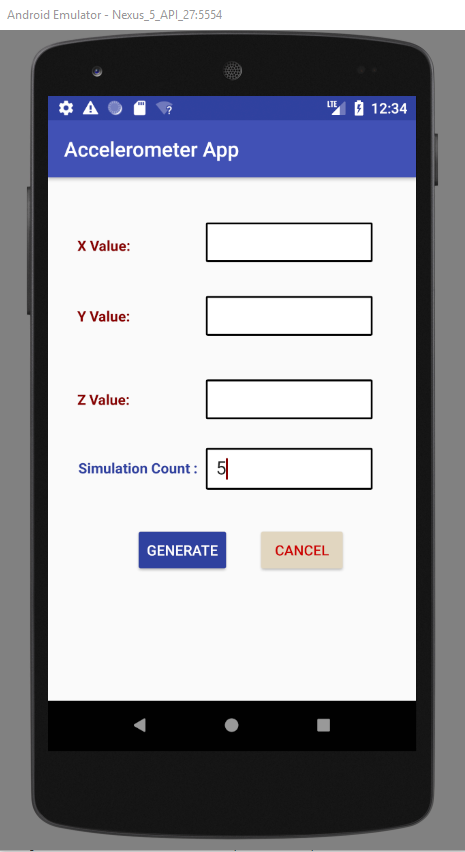 Android Emulator - Nexus_5_API_27:5554
LTE 12:34
Accelerometer App
X Value:
Y Value:
Z Value:
Simulation Count : 5
GENERATE CANCEL